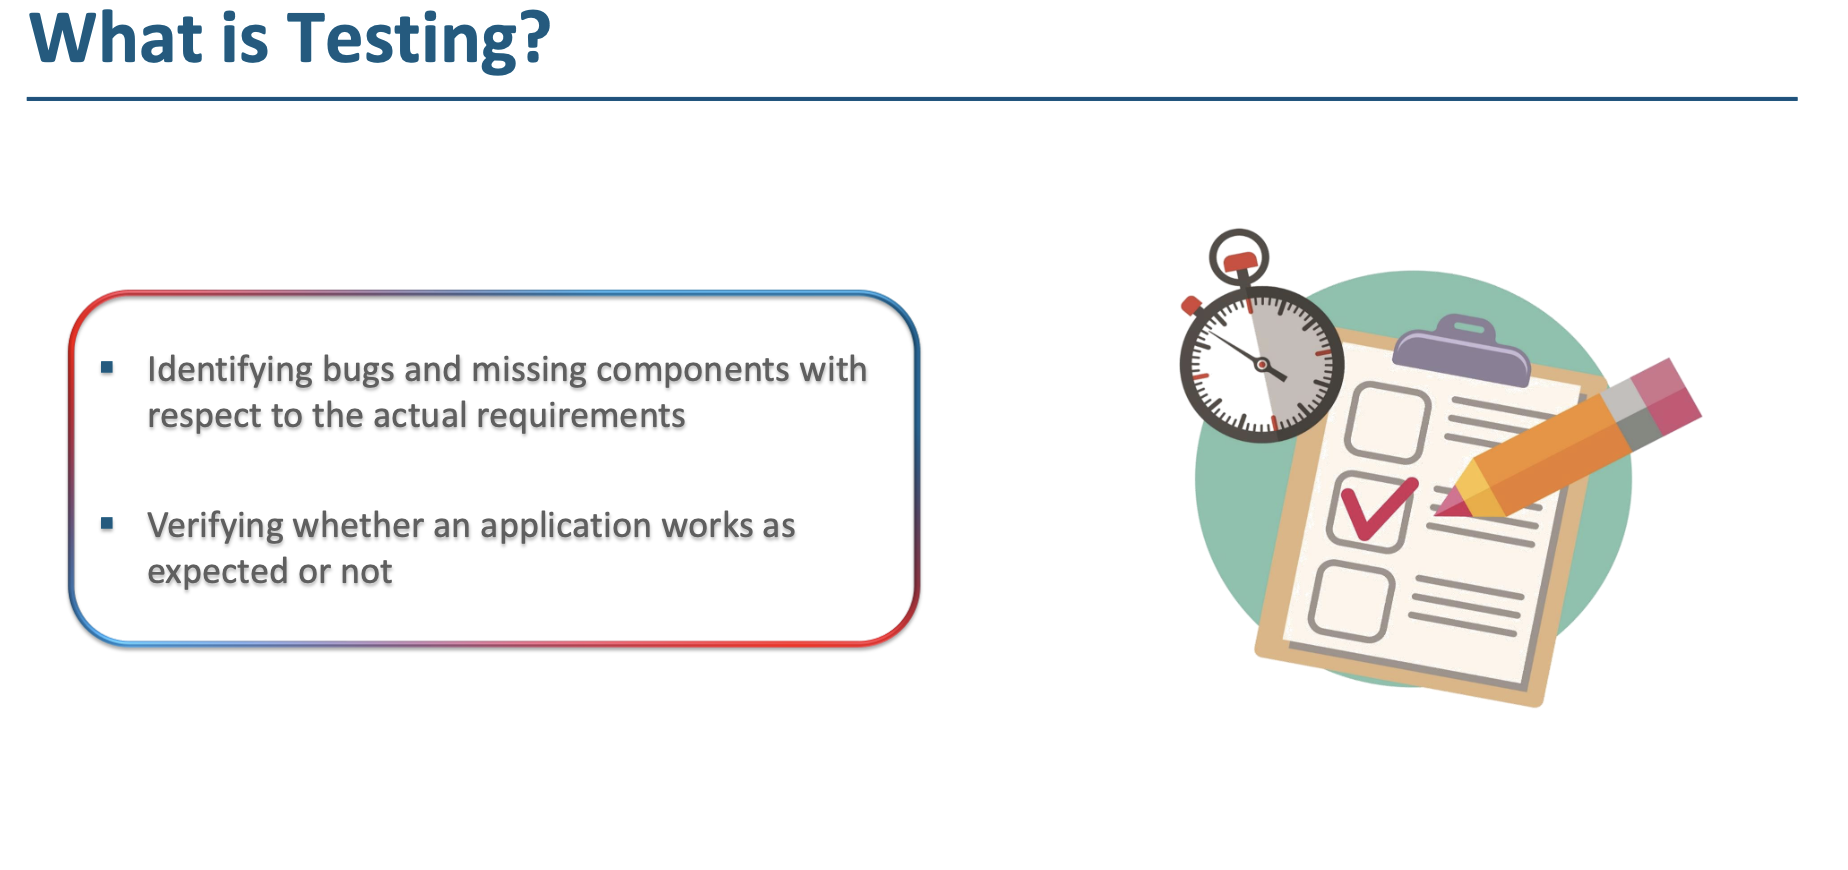 What is Testing?
▪ Identifying bugs and missing components with
respect to the actual requirements
▪ Verifying whether an application works as
expected or not